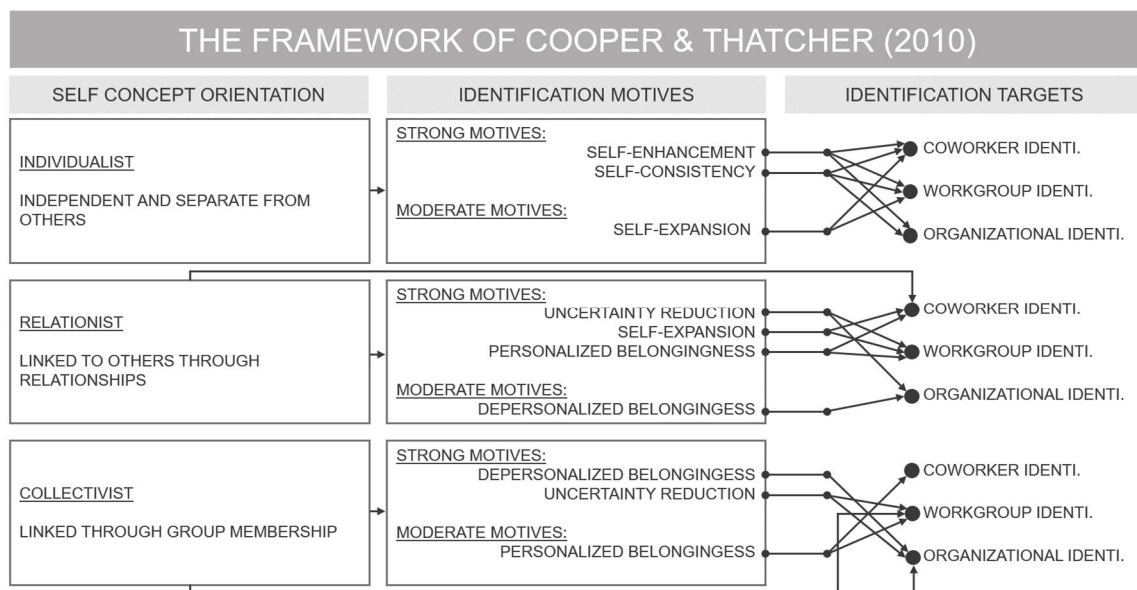 THE FRAMEWORK OF COOPER & THATCHER (2010)
SELF CONCEPT ORIENTATION
IDENTIFICATION MOTIVES
IDENTIFICATION TARGETS
INDIVIDUALIST
INDEPENDENT AND SEPARATE FROM
OTHERS
STRONG MOTIVES:
SELF-ENHANCEMENT
SELF-CONSISTENCY
MODERATE MOTIVES:
SELF-EXPANSION
COWORKER IDENTI.
WORKGROUP IDENTI.
ORGANIZATIONAL IDENTI.
RELATIONIST
LINKED TO OTHERS THROUGH
RELATIONSHIPS
STRONG MOTIVES:
UNCERTAINTY REDUCTION
SELF-EXPANSION
PERSONALIZED BELONGINGNESS
MODERATE MOTIVES:
DEPERSONALIZED BELONGINGESS
COWORKER IDENTI.
WORKGROUP IDENTI.
ORGANIZATIONAL IDENTI.
COLLECTIVIST
LINKED THROUGH GROUP MEMBERSHIP
STRONG MOTIVES:
DEPERSONALIZED BELONGINGESS
UNCERTAINTY REDUCTION
MODERATE MOTIVES:
PERSONALIZED BELONGINGESS
COWORKER IDENTI.
WORKGROUP IDENTI.
ORGANIZATIONAL IDENTI.